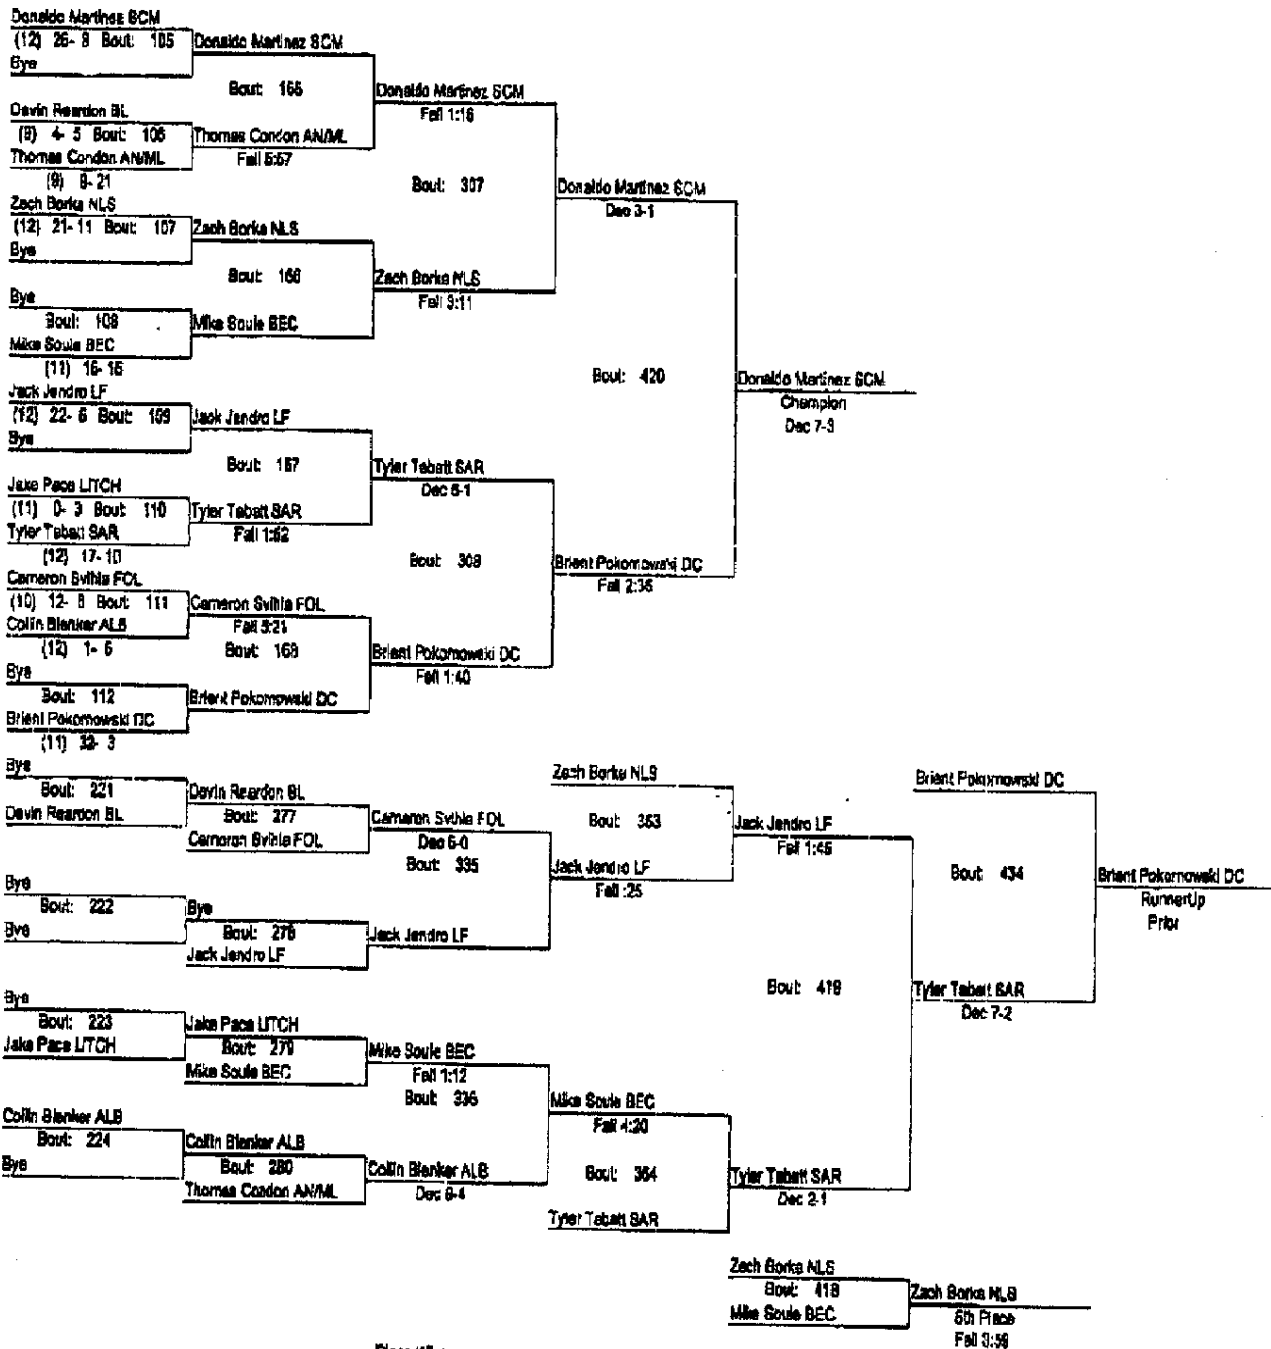 Donaldo Martinez SCM
(12) 26- 8 Bout: 105
Bye
Donaldo Martinez SCM
Bout: 165
Devin Reardon BL
(9) 4- 5 Bout: 106
Thomas Condon AN/ML
(9) 9- 21
Thomas Condon AN/ML
Fall 5:57
Donaldo Martinez SCM
Fall 1:16
Bout: 307
Zach Borka NLS
(12) 21- 11 Bout: 107
Bye
Zach Borka NLS
Bout: 166
Bye
Bout: 108
Mike Soule BEC
(11) 16- 16
Mike Soule BEC
Zach Borka NLS
Fall 3:11
Donaldo Martinez SCM
Dec 3-1
Bout: 420
Donaldo Martinez SCM
Champion
Dec 7-3
Jack Jendro LF
(12) 22- 6 Bout: 109
Bye
Jack Jendro LF
Bout: 167
Jake Pace LITCH
(11) 0- 3 Bout: 110
Tyler Tabatt SAR
(12) 17- 10
Tyler Tabatt SAR
Fall 1:52
Tyler Tabatt SAR
Dec 5-1
Bout: 308
Cameron Svihla FOL
(10) 12- 8 Bout: 111
Collin Blenker ALB
(12) 1- 6
Cameron Svihla FOL
Fall 5:21
Bout: 168
Bye
Bout: 112
Brient Pokornowski DC
(11) 32- 3
Brient Pokornowski DC
Brient Pokornowski DC
Fall 1:40
Brient Pokornowski DC
Fall 2:36
Bye
Bout: 221
Devin Reardon BL
Devin Reardon BL
Bout: 277
Cameron Svihla FOL
Cameron Svihla FOL
Dec 6-0
Bout: 335
Bye
Bout: 222
Bye
Bye
Bout: 278
Jack Jendro LF
Jack Jendro LF
Zach Borka NLS
Bout: 363
Jack Jendro LF
Fall :25
Jack Jendro LF
Fall 1:45
Bout: 419
Bye
Bout: 223
Jake Pace LITCH
Jake Pace LITCH
Bout: 279
Mike Soule BEC
Mike Soule BEC
Fall 1:12
Bout: 336
Collin Blenker ALB
Bout: 224
Bye
Collin Blenker ALB
Bout: 280
Thomas Condon AN/ML
Collin Blenker ALB
Dec 9-4
Mike Soule BEC
Fall 4:20
Bout: 364
Tyler Tabatt SAR
Tyler Tabatt SAR
Dec 2-1
Brient Pokornowski DC
Bout: 434
Tyler Tabatt SAR
Dec 7-2
Brient Pokornowski DC
RunnerUp
Prior
Zach Borka NLS
Bout: 418
Mike Soule BEC
Zach Borka NLS
5th Place
Fall 3:59